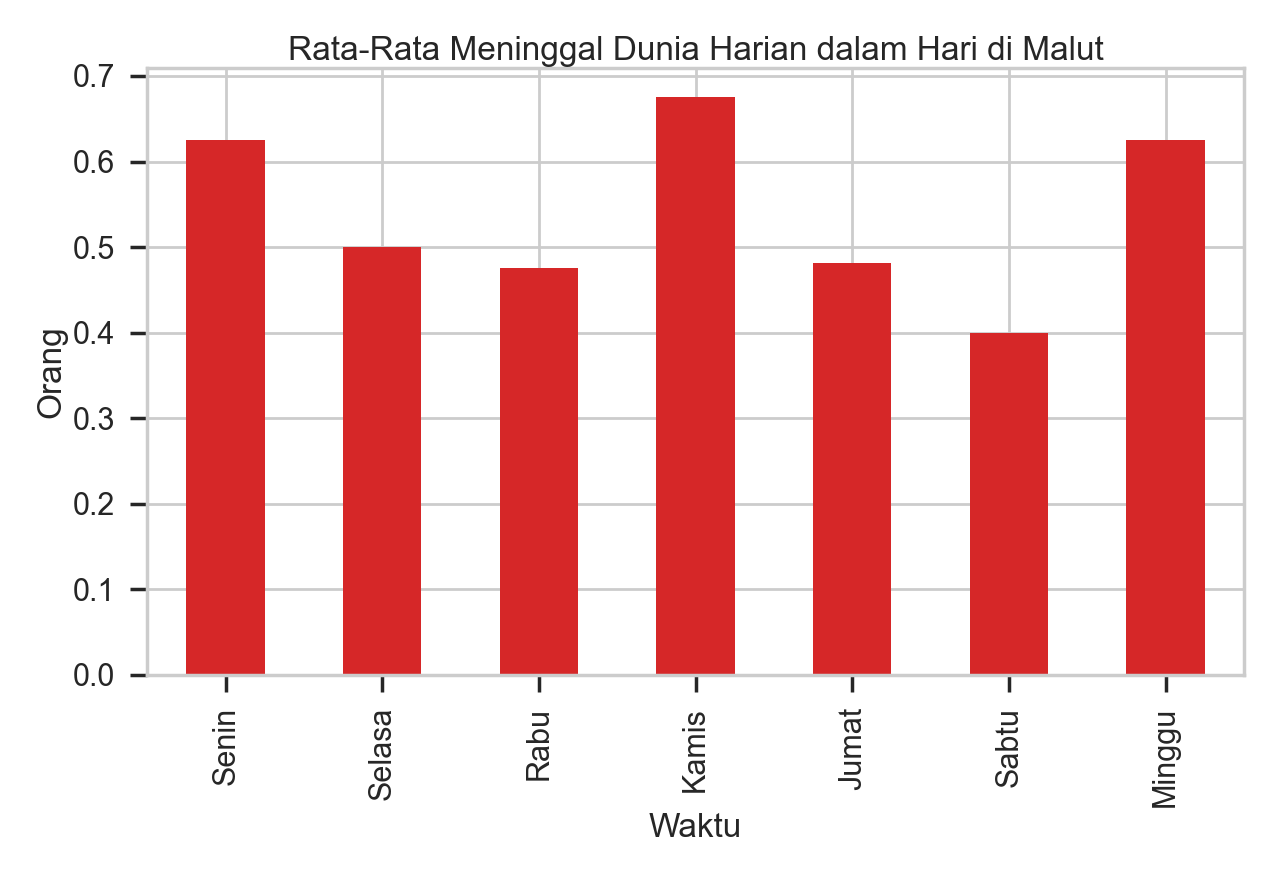 Rata-Rata Meninggal Dunia Harian dalam Hari di Malut
0.7
0.6
0.5
0.4
0.3
0.2
0.1
0.0
Orang
Senin
Selasa
Rabu
Kamis
Jumat
Sabtu
Minggu
Waktu